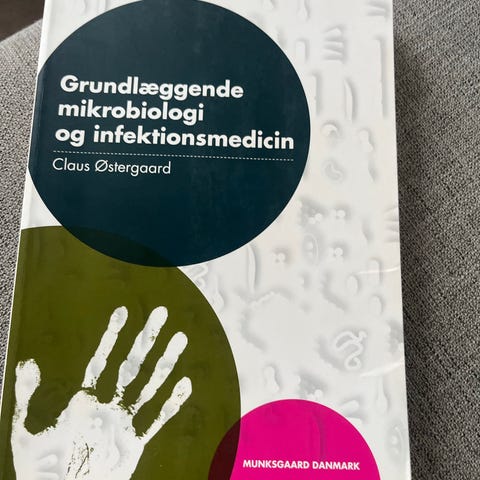 Grundlæggende
mikrobiologi
og infektionsmedicin
Claus Østergaard
MUNKSGAARD DANMARK